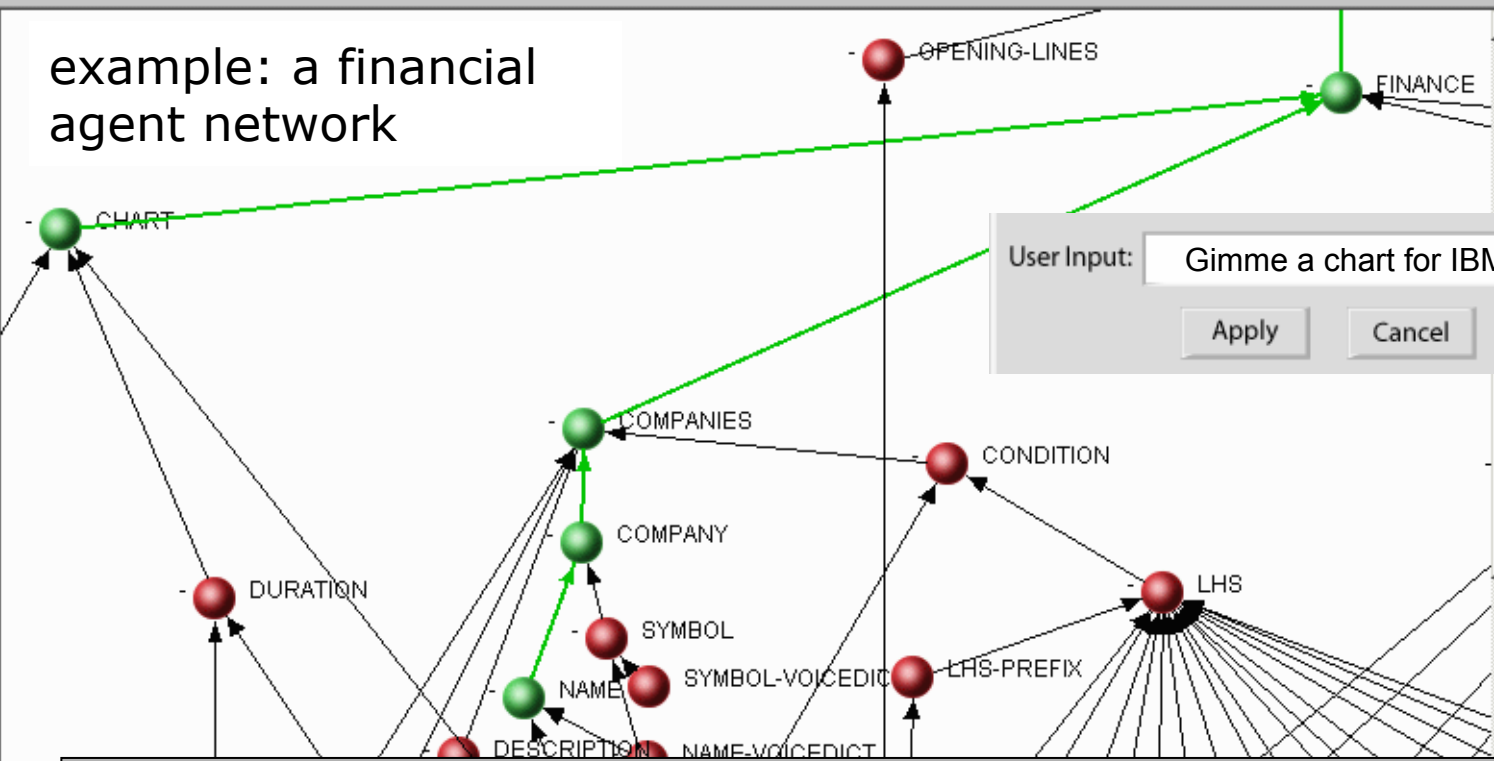 example: a financial
agent network
OPENING-LINES
FINANCE
CHART
User Input:
Gimme a chart for IBM
Apply
Cancel
COMPANIES
CONDITION
COMPANY
DURATION
LHS
SYMBOL
LHS-PREFIX
SYMBOL-VOICEDIC
NAME
DESCRIPTION
NAME-VOICEDICT